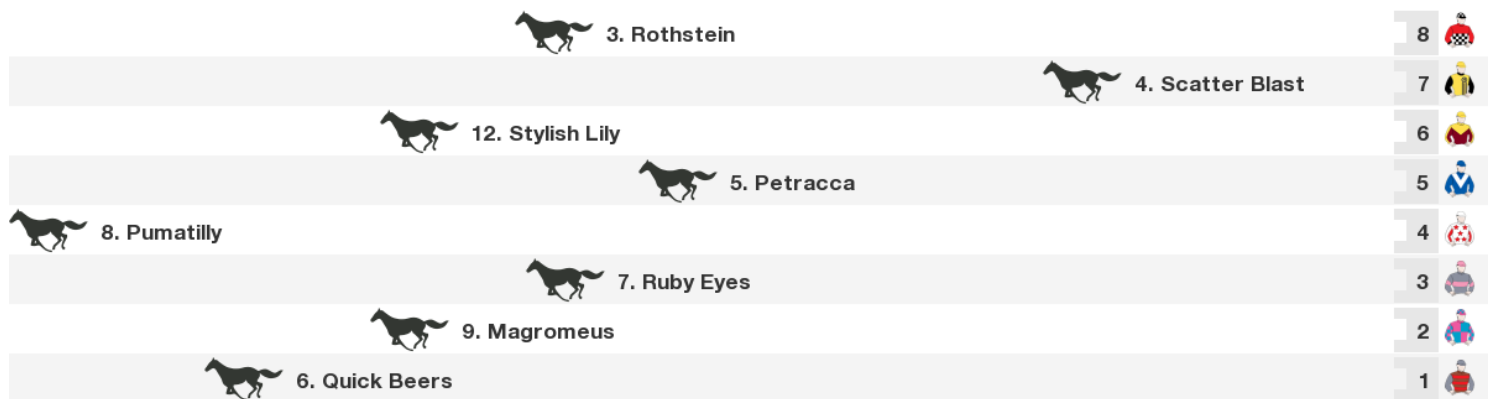 3. Rothstein 8
4. Scatter Blast 7
12. Stylish Lily 6
5. Petracca 5
8. Pumatilly 4
7. Ruby Eyes 3
9. Magromeus 2
6. Quick Beers 1